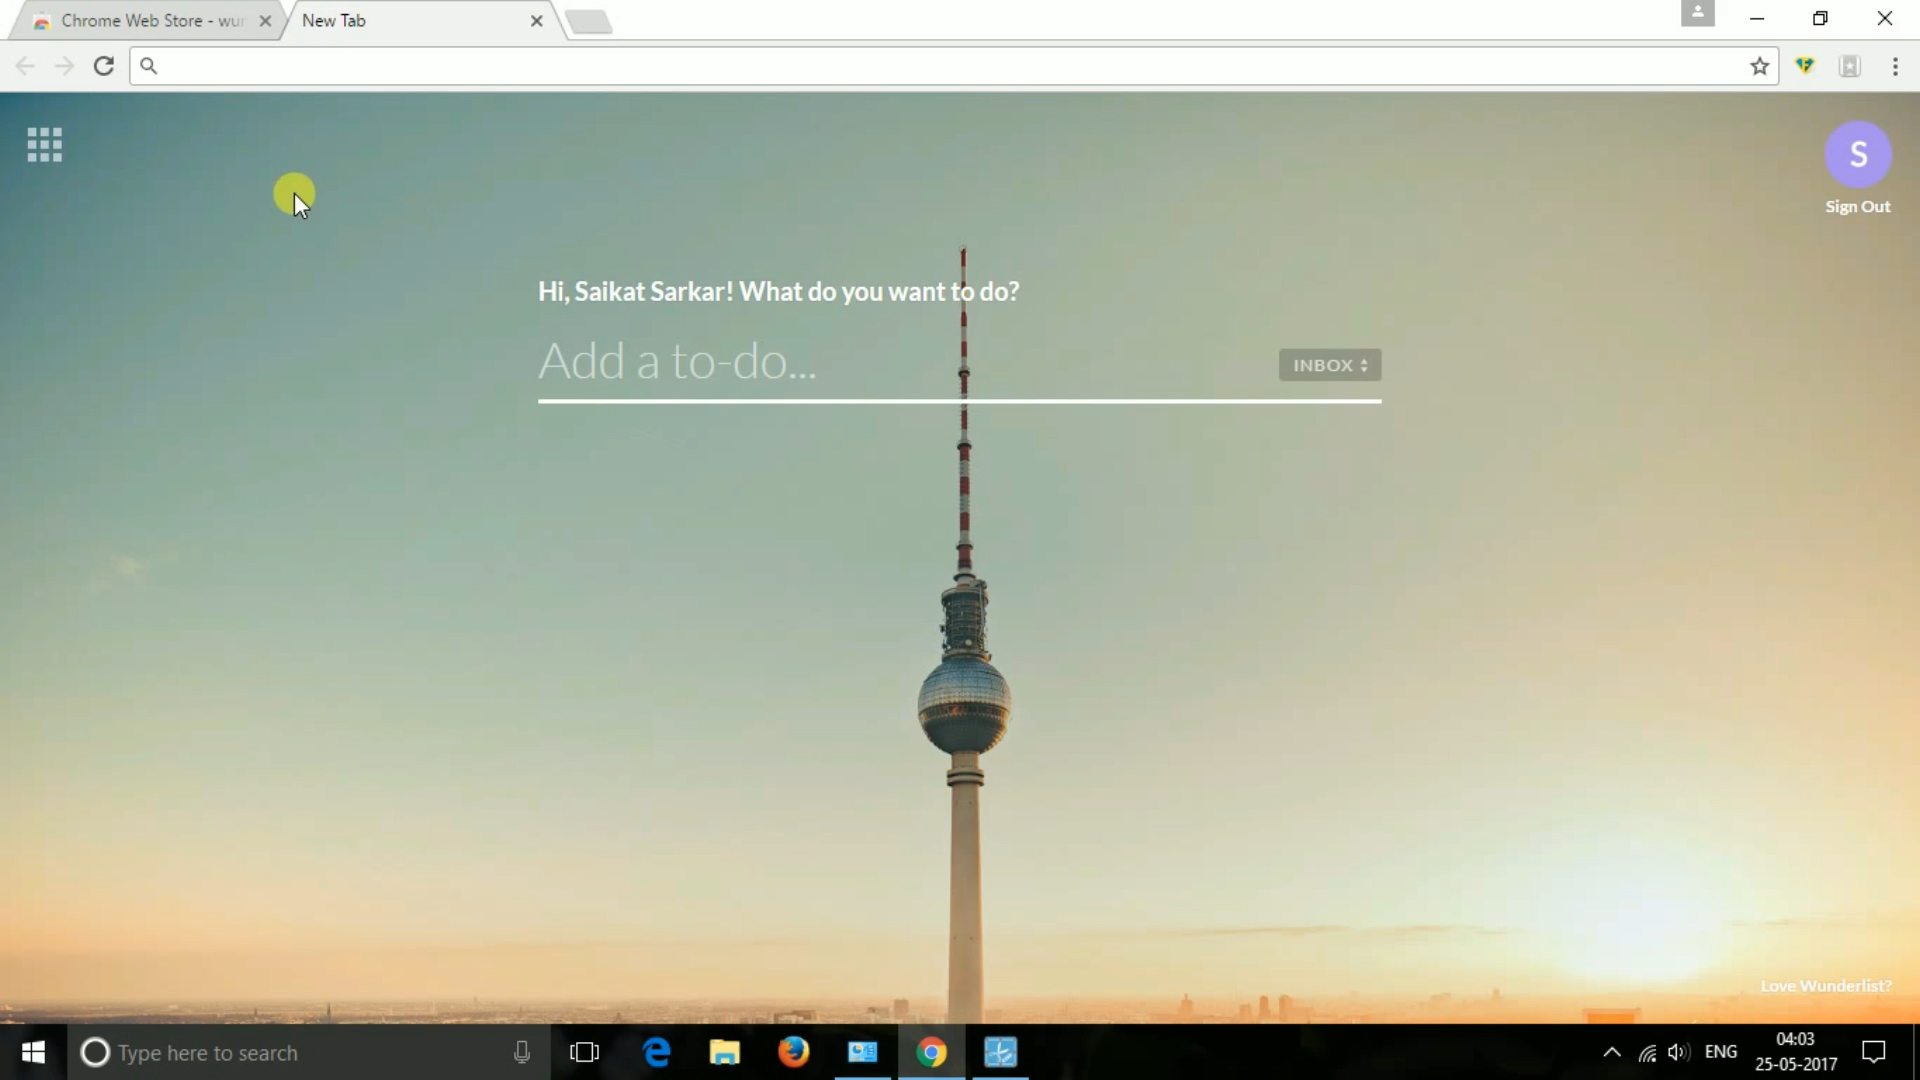 Chrome Web Store - wun
New Tab
S
Sign Out
Hi, Saikat Sarkar! What do you want to do?
Add a to-do...
INBOX
Love Wunderlist?
Type here to search
ENG
04:03
25-05-2017